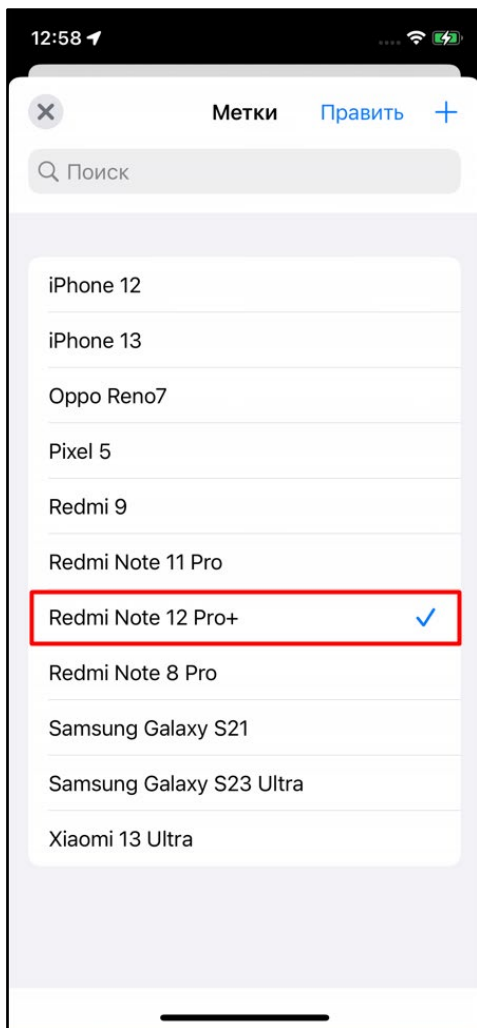 12:58
Метки Править
Поиск
iPhone 12
iPhone 13
Oppo Reno7
Pixel 5
Redmi 9
Redmi Note 11 Pro
Redmi Note 12 Pro+
Redmi Note 8 Pro
Samsung Galaxy S21
Samsung Galaxy S23 Ultra
Xiaomi 13 Ultra